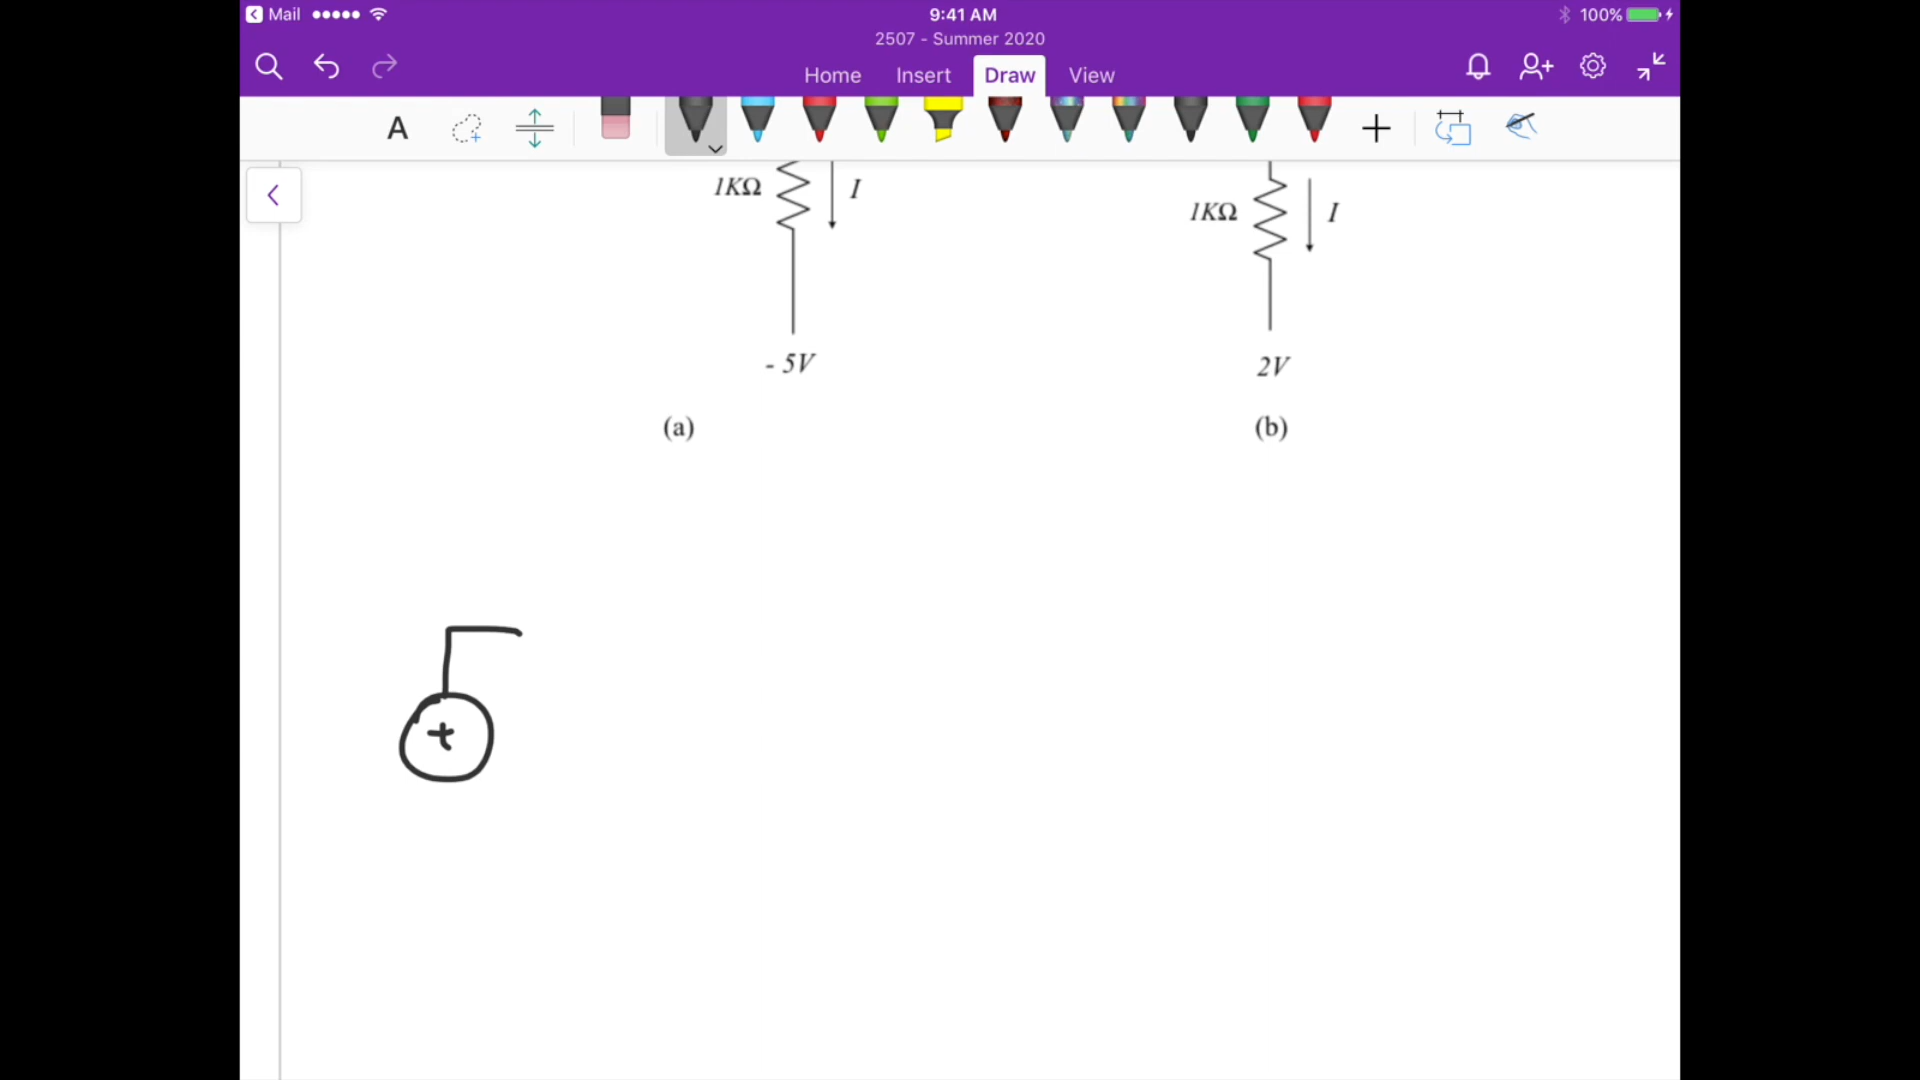 Mail
9:41 AM
100%
2507 - Summer 2020
Home Insert Draw View
A
1KΩ I
1KΩ I
- 5V
2V
(a)
(b)
+